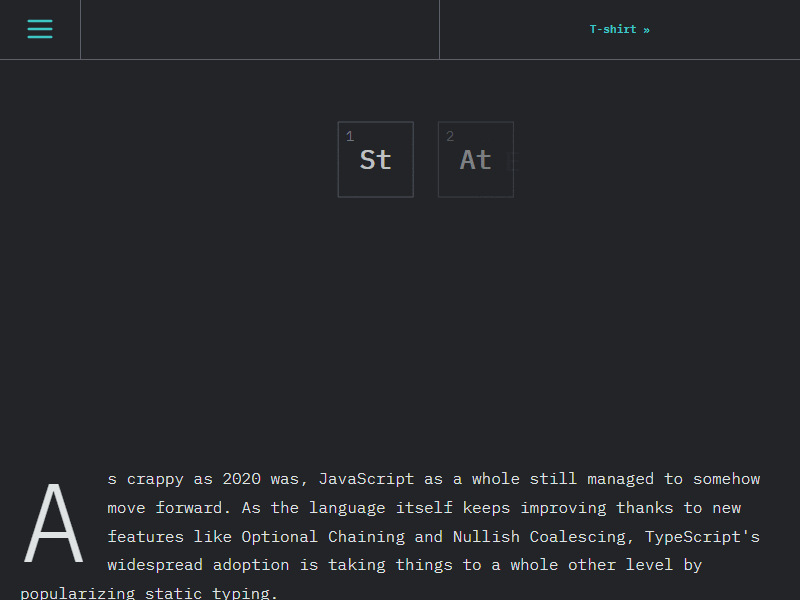 T-shirt »
1
St
2
At
As crappy as 2020 was, JavaScript as a whole still managed to somehow
move forward. As the language itself keeps improving thanks to new
features like Optional Chaining and Nullish Coalescing, TypeScript's
widespread adoption is taking things to a whole other level by
popularizing static typing.